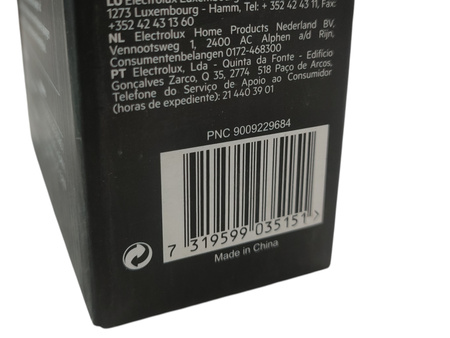 LU Electrolux Luxembourg
1273 Luxembourg - Hamm, Tel + 352 42 43 11, Fax
+352 42 43 13 60
NL Electrolux Home Products Nederland BV,
Vennootsweg 1, 2400 AC Alphen a/d Rijn,
Consumentenbelangen 0172-468300
PT Electrolux, Lda - Quinta da Fonte - Edifício
Gonçalves Zarco, Q 35, 2774 518 Paço de Arcos,
Telefone do Serviço de Apoio ao Consumidor
(horas de expediente): 21 440 39 01
PNC 9009229684
7 319599 035151 >
Made in China